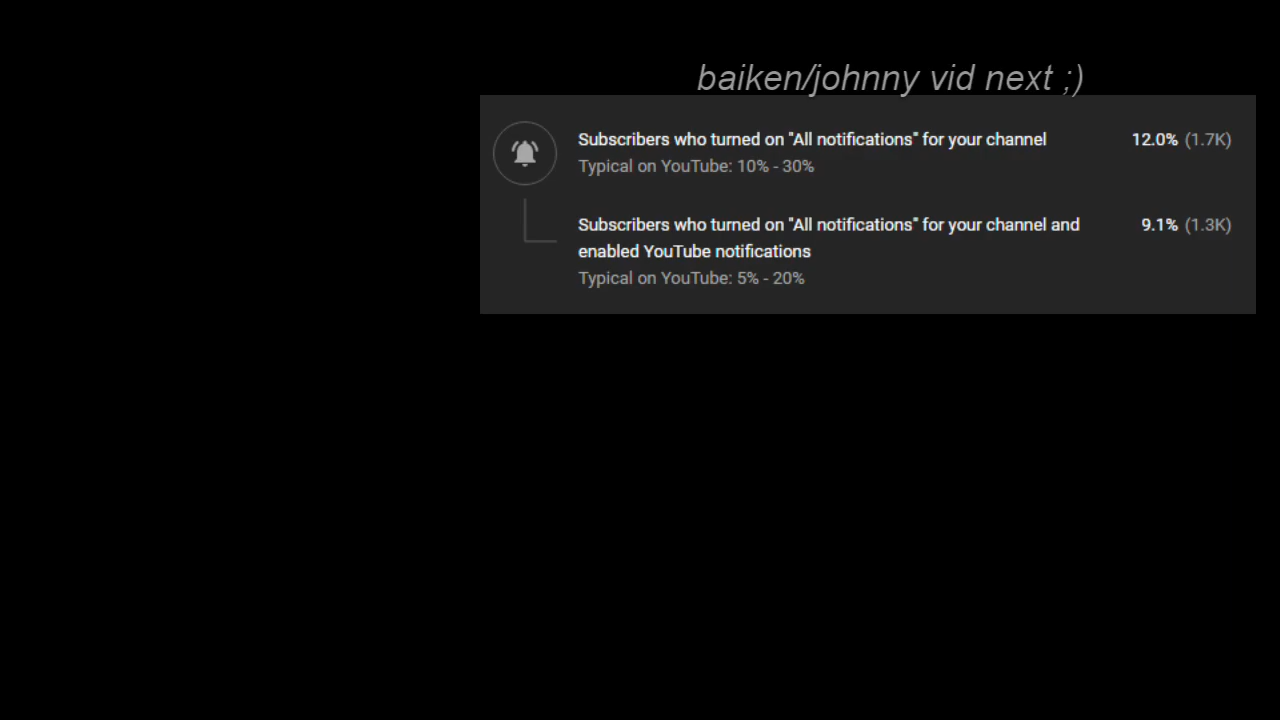 baiken/johnny vid next ;)
Subscribers who turned on "All notifications" for your channel 12.0% (1.7K)
Typical on YouTube: 10% - 30%
Subscribers who turned on "All notifications" for your channel and 9.1% (1.3K)
enabled YouTube notifications
Typical on YouTube: 5% - 20%